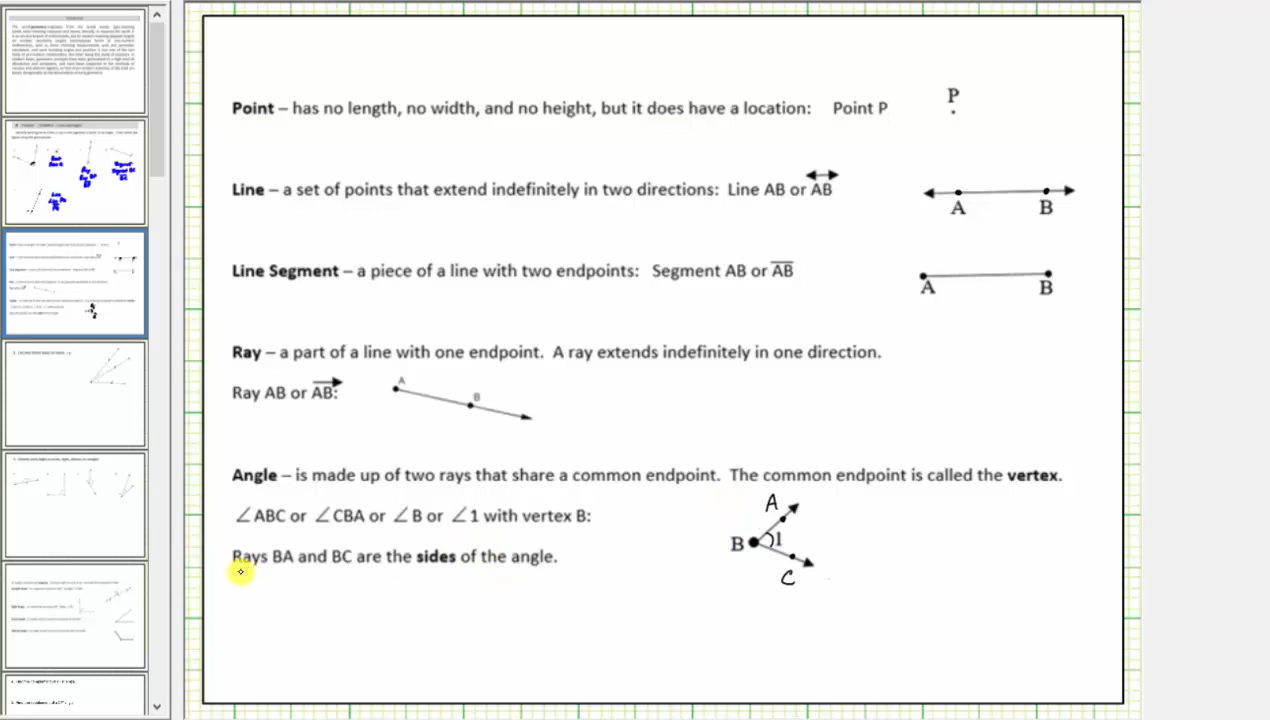 Point – has no length, no width, and no height, but it does have a location: Point P
P
Line – a set of points that extend indefinitely in two directions: Line AB or AB
A B
Line Segment – a piece of a line with two endpoints: Segment AB or AB
A B
Ray – a part of a line with one endpoint. A ray extends indefinitely in one direction.
Ray AB or AB:
A B
Angle – is made up of two rays that share a common endpoint. The common endpoint is called the vertex.
∠ABC or ∠CBA or ∠B or ∠1 with vertex B:
A
B 1
C
Rays BA and BC are the sides of the angle.